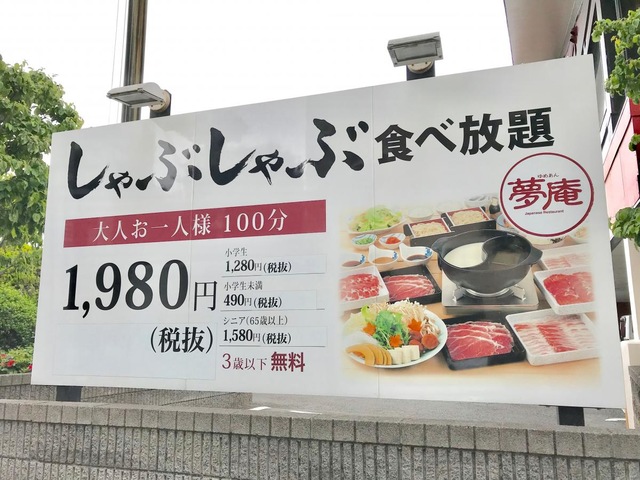 しゃぶしゃぶ食べ放題
大人お一人様 100分
1,980円
(税抜)
小学生
1,280円(税抜)
小学生未満
490円(税抜)
シニア(65歳以上)
1,580円(税抜)
3歳以下 無料
ゆめあん
夢庵
Japanese Restaurant